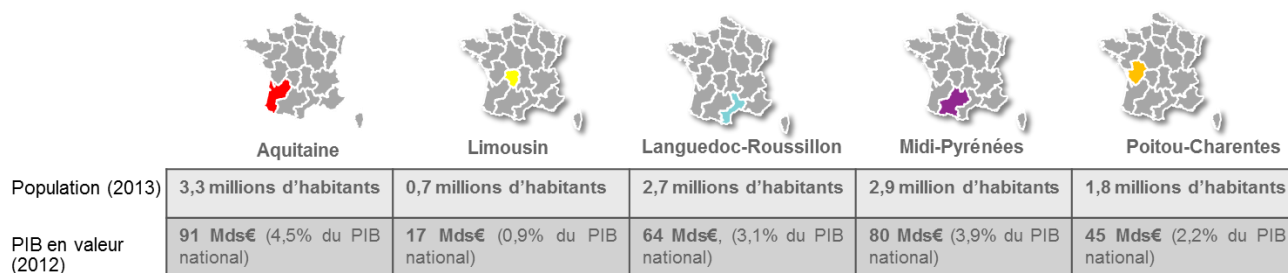 Aquitaine Limousin Languedoc-Roussillon Midi-Pyrénées Poitou-Charentes
Population (2013) 3,3 millions d’habitants 0,7 millions d’habitants 2,7 millions d’habitants 2,9 million d’habitants 1,8 millions d’habitants
PIB en valeur (2012)
91 Mds€ (4,5% du PIB national)
17 Mds€ (0,9% du PIB national)
64 Mds€, (3,1% du PIB national)
80 Mds€ (3,9% du PIB national)
45 Mds€ (2,2% du PIB national)